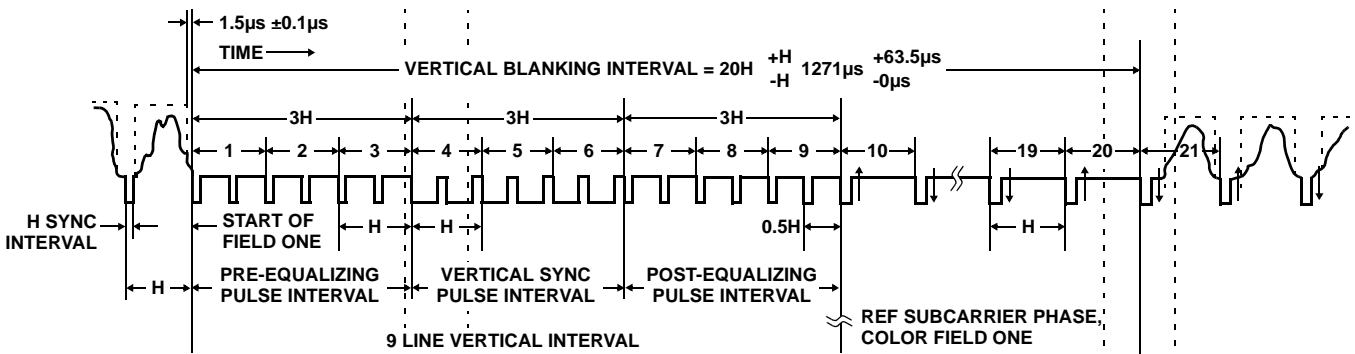 1.5µs ±0.1µs
TIME
VERTICAL BLANKING INTERVAL = 20H +H -H 1271µs +63.5µs -0µs
3H 3H 3H
1 2 3 4 5 6 7 8 9 10 19 20 21
H SYNC
INTERVAL
START OF
FIELD ONE
H H 0.5H H
H
PRE-EQUALIZING
PULSE INTERVAL
VERTICAL SYNC
PULSE INTERVAL
POST-EQUALIZING
PULSE INTERVAL
REF SUBCARRIER PHASE,
COLOR FIELD ONE
9 LINE VERTICAL INTERVAL